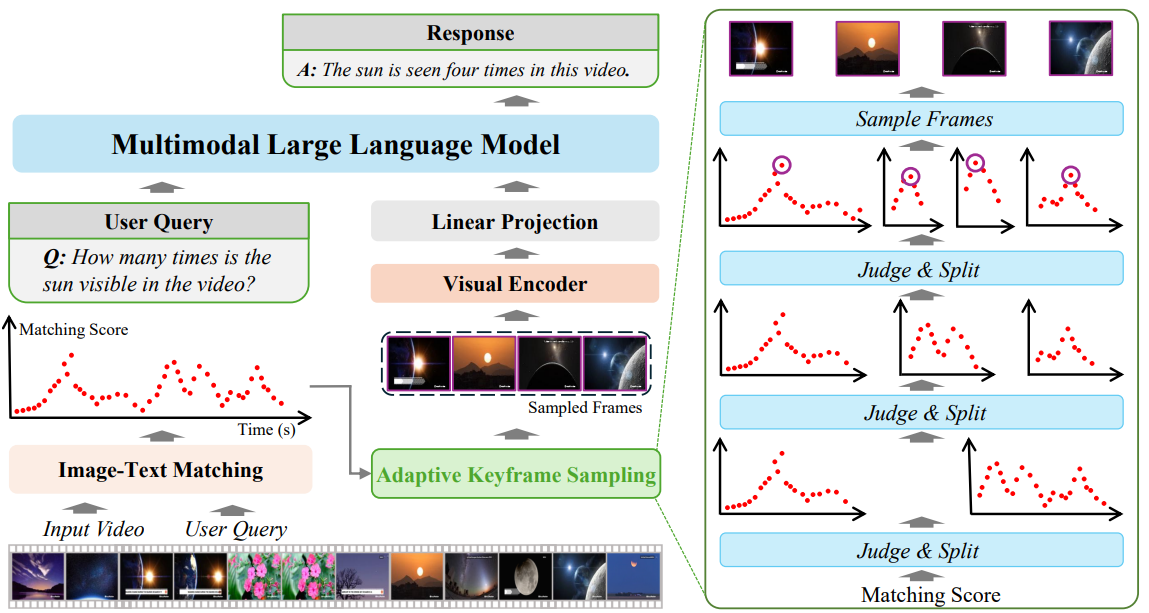 Response
A: The sun is seen four times in this video.
Multimodal Large Language Model
User Query
Q: How many times is the
sun visible in the video?
Linear Projection
Visual Encoder
Matching Score
Time (s)
Sampled Frames
Image-Text Matching
Adaptive Keyframe Sampling
Input Video
User Query
Sample Frames
Judge & Split
Judge & Split
Judge & Split
Matching Score